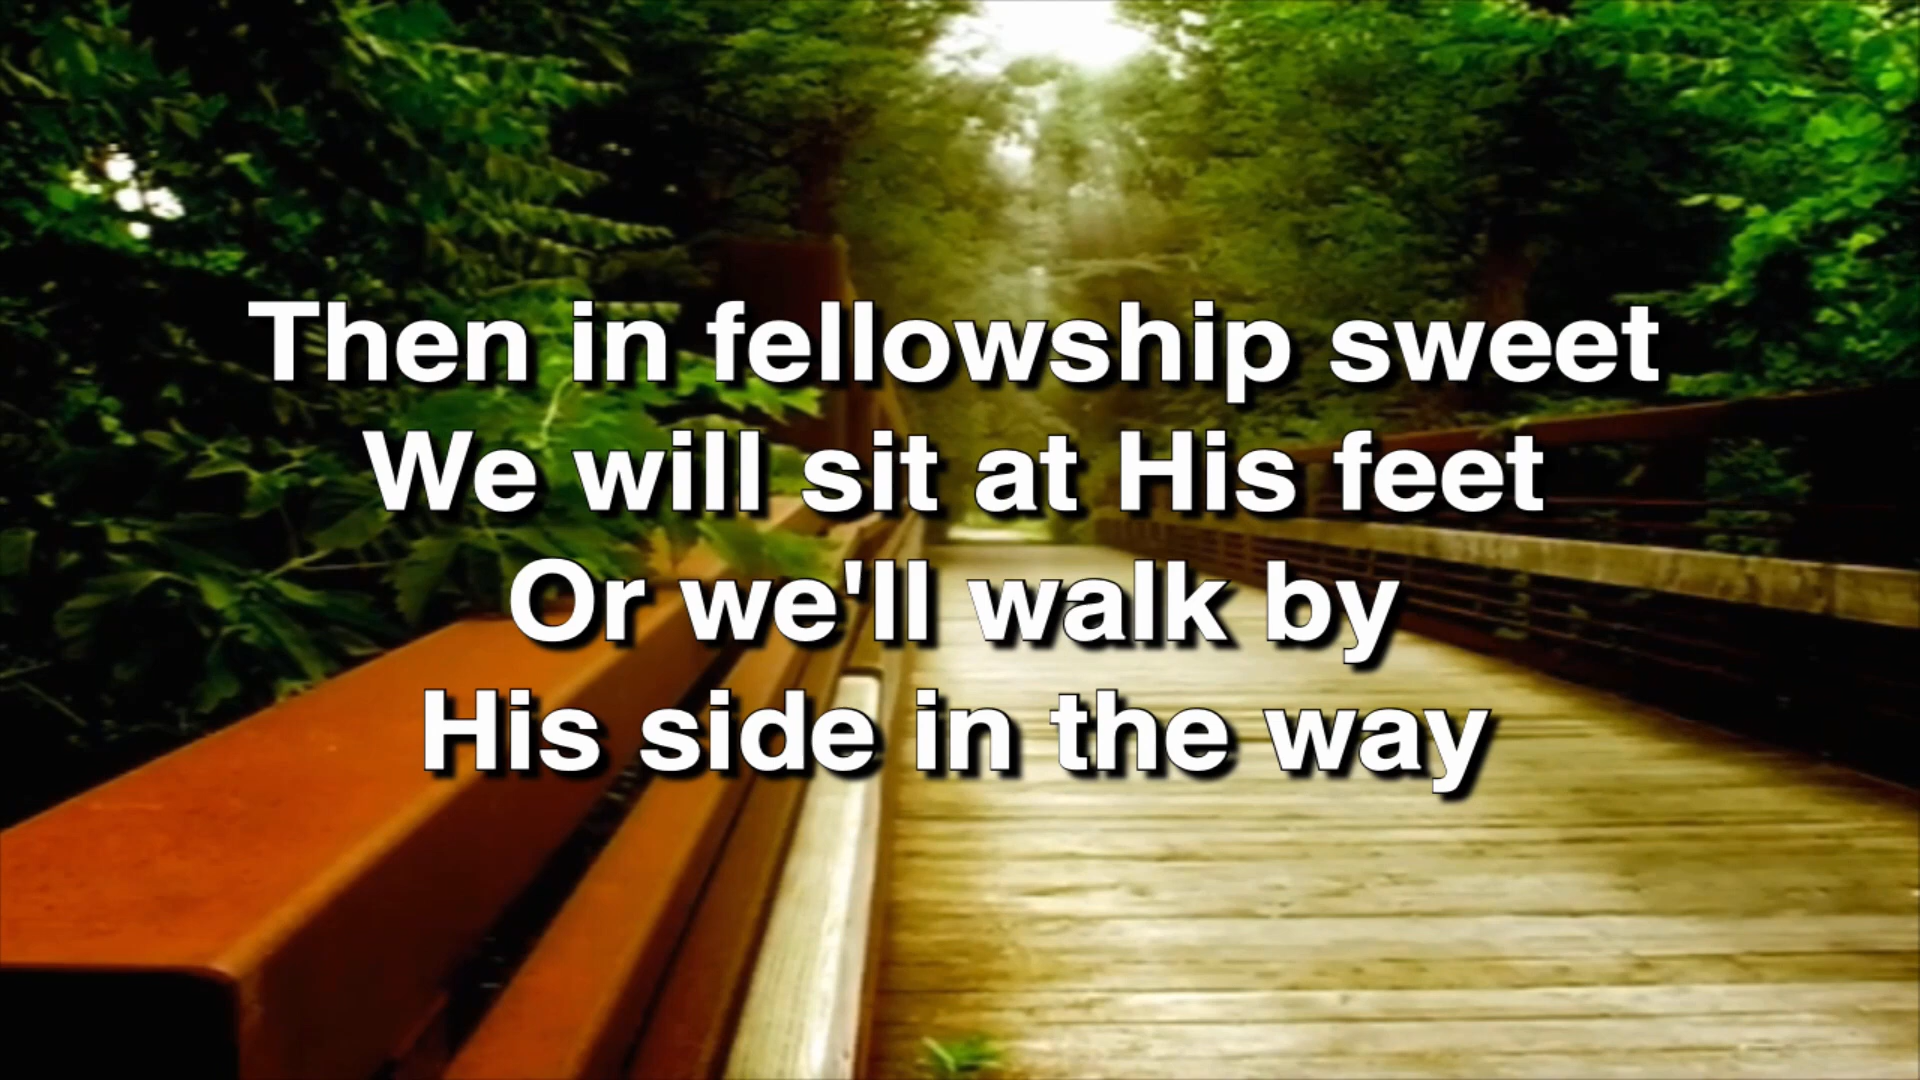 Then in fellowship sweet
We will sit at His feet
Or we'll walk by
His side in the way